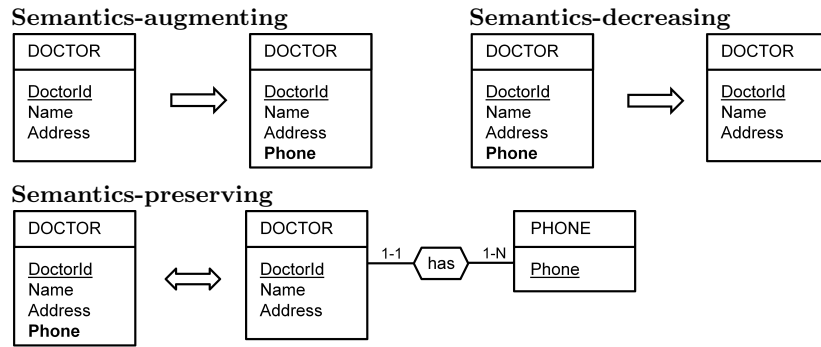 Semantics-augmenting
DOCTOR
DoctorId
Name
Address
DOCTOR
DoctorId
Name
Address
Phone
Semantics-decreasing
DOCTOR
DoctorId
Name
Address
Phone
DOCTOR
DoctorId
Name
Address
Semantics-preserving
DOCTOR
DoctorId
Name
Address
Phone
DOCTOR
DoctorId
Name
Address
1-1
has
1-N
PHONE
Phone